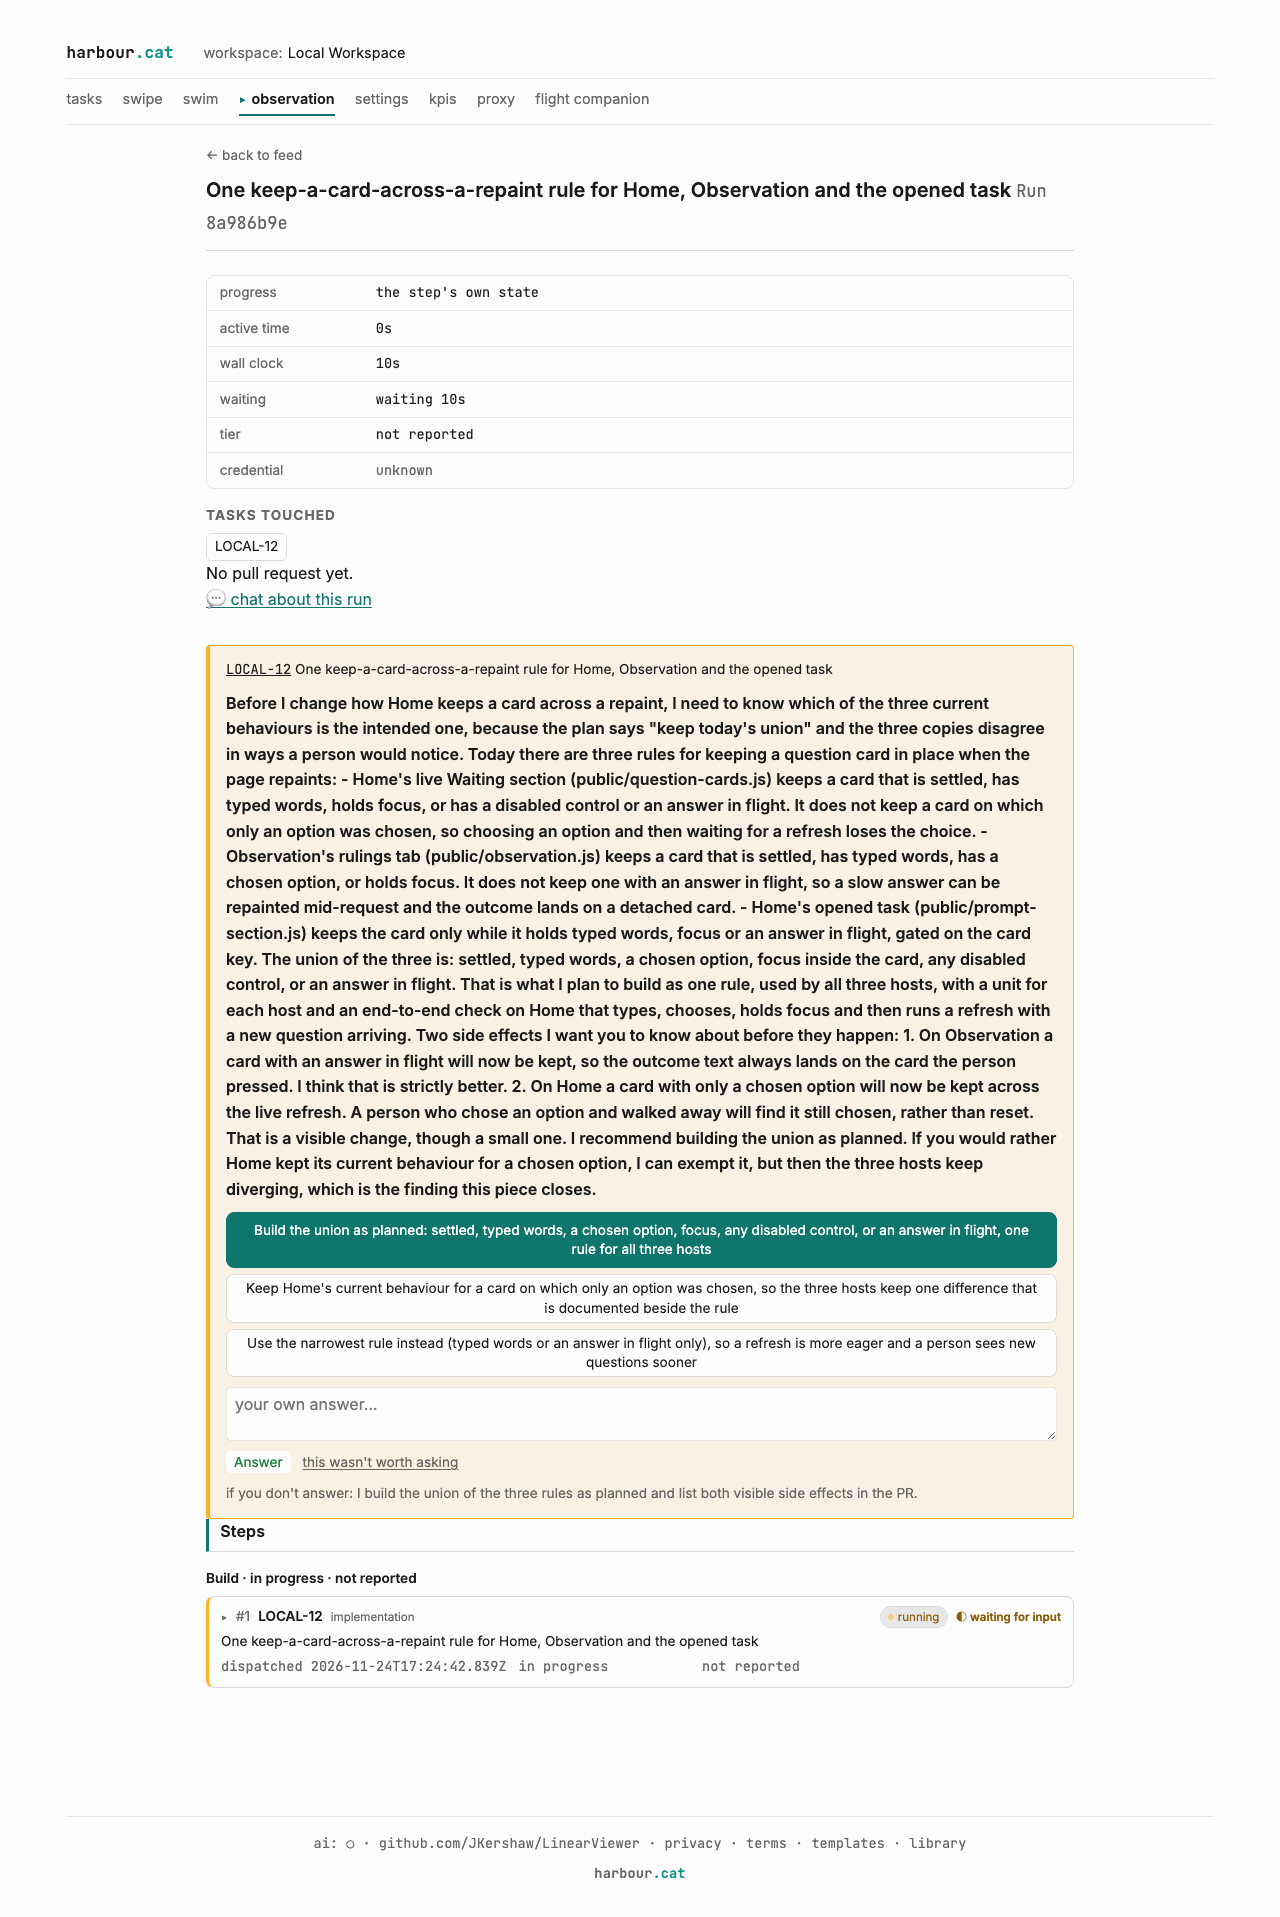 harbour.cat workspace: Local Workspace
tasks swipe swim ▸ observation settings kpis proxy flight companion
← back to feed
One keep-a-card-across-a-repaint rule for Home, Observation and the opened task Run
8a986b9e
progress the step's own state
active time 0s
wall clock 10s
waiting waiting 10s
tier not reported
credential unknown
TASKS TOUCHED
LOCAL-12
No pull request yet.
💬 chat about this run
LOCAL-12 One keep-a-card-across-a-repaint rule for Home, Observation and the opened task
Before I change how Home keeps a card across a repaint, I need to know which of the three current
behaviours is the intended one, because the plan says "keep today's union" and the three copies disagree
in ways a person would notice. Today there are three rules for keeping a question card in place when the
page repaints: - Home's live Waiting section (public/question-cards.js) keeps a card that is settled, has
typed words, holds focus, or has a disabled control or an answer in flight. It does not keep a card on which
only an option was chosen, so choosing an option and then waiting for a refresh loses the choice. -
Observation's rulings tab (public/observation.js) keeps a card that is settled, has typed words, has a
chosen option, or holds focus. It does not keep one with an answer in flight, so a slow answer can be
repainted mid-request and the outcome lands on a detached card. - Home's opened task (public/prompt-
section.js) keeps the card only while it holds typed words, focus or an answer in flight, gated on the card
key. The union of the three is: settled, typed words, a chosen option, focus inside the card, any disabled
control, or an answer in flight. That is what I plan to build as one rule, used by all three hosts, with a unit for
each host and an end-to-end check on Home that types, chooses, holds focus and then runs a refresh with
a new question arriving. Two side effects I want you to know about before they happen: 1. On Observation a
card with an answer in flight will now be kept, so the outcome text always lands on the card the person
pressed. I think that is strictly better. 2. On Home a card with only a chosen option will now be kept across
the live refresh. A person who chose an option and walked away will find it still chosen, rather than reset.
That is a visible change, though a small one. I recommend building the union as planned. If you would rather
Home kept its current behaviour for a chosen option, I can exempt it, but then the three hosts keep
diverging, which is the finding this piece closes.
Build the union as planned: settled, typed words, a chosen option, focus, any disabled control, or an answer in flight, one
rule for all three hosts
Keep Home's current behaviour for a card on which only an option was chosen, so the three hosts keep one difference that
is documented beside the rule
Use the narrowest rule instead (typed words or an answer in flight only), so a refresh is more eager and a person sees new
questions sooner
your own answer…
Answer this wasn't worth asking
if you don't answer: I build the union of the three rules as planned and list both visible side effects in the PR.
Steps
Build · in progress · not reported
▸ #1 LOCAL-12 implementation running ◐ waiting for input
One keep-a-card-across-a-repaint rule for Home, Observation and the opened task
dispatched 2026-11-24T17:24:42.839Z in progress not reported
ai: ○ · github.com/JKershaw/LinearViewer · privacy · terms · templates · library
harbour.cat